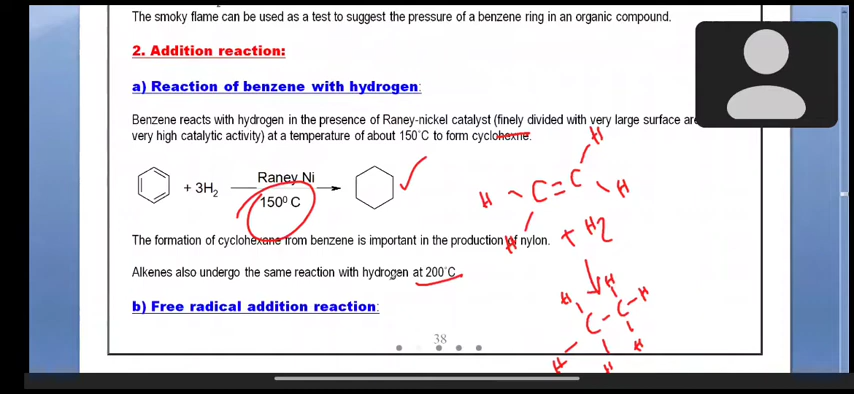 The smoky flame can be used as a test to suggest the pressure of a benzene ring in an organic compound.
2. Addition reaction:
a) Reaction of benzene with hydrogen:
Benzene reacts with hydrogen in the presence of Raney-nickel catalyst (finely divided with very large surface are
very high catalytic activity) at a temperature of about 150°C to form cyclohexne.
+ 3H2
Raney Ni
150⁰ C
The formation of cyclohexane from benzene is important in the production of nylon.
Alkenes also undergo the same reaction with hydrogen at 200°C.
b) Free radical addition reaction:
38
H
H C = C H
H
+ H2
H H H
C - C
H H H